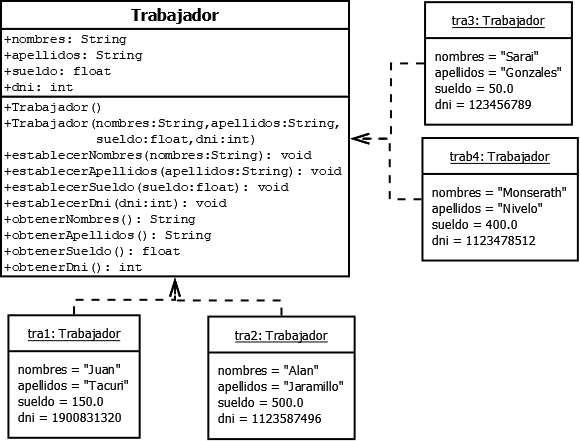 Trabajador
+nombres: String
+apellidos: String
+sueldo: float
+dni: int
+Trabajador()
+Trabajador(nombres:String,apellidos:String,
sueldo:float,dni:int)
+establecerNombres(nombres:String): void
+establecerApellidos(apellidos:String): void
+establecerSueldo(sueldo:float): void
+establecerDni(dni:int): void
+obtenerNombres(): String
+obtenerApellidos(): String
+obtenerSueldo(): float
+obtenerDni(): int
tra3: Trabajador
nombres = "Sarai"
apellidos = "Gonzales"
sueldo = 50.0
dni = 123456789
trab4: Trabajador
nombres = "Monserath"
apellidos = "Nivelo"
sueldo = 400.0
dni = 1123478512
tra1: Trabajador
nombres = "Juan"
apellidos = "Tacuri"
sueldo = 150.0
dni = 1900831320
tra2: Trabajador
nombres = "Alan"
apellidos = "Jaramillo"
sueldo = 500.0
dni = 1123587496